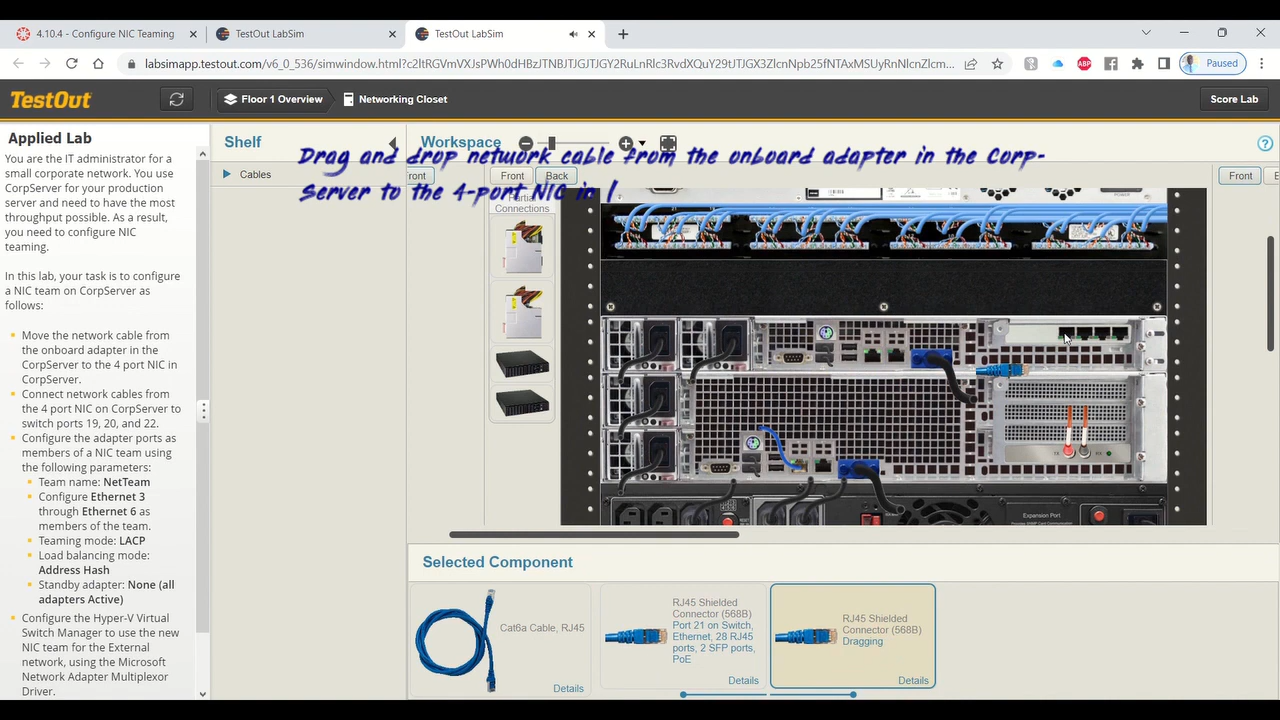 4.10.4 - Configure NIC Teaming
TestOut LabSim
TestOut LabSim
labsimapp.testout.com/v6_0_536/simwindow.html?
Paused
TestOut
Floor 1 Overview
Networking Closet
Score Lab
Applied Lab
You are the IT administrator for a
small corporate network. You use
CorpServer for your production
server and need to have the most
throughput possible. As a result,
you need to configure NIC
teaming.
In this lab, your task is to configure
a NIC team on CorpServer as
follows:
Move the network cable from
the onboard adapter in the
CorpServer to the 4 port NIC in
CorpServer.
Connect network cables from
the 4 port NIC on CorpServer to
switch ports 19, 20, and 22.
Configure the adapter ports as
members of a NIC team using
the following parameters:
Team name: NetTeam
Configure Ethernet 3
through Ethernet 6 as
members of the team.
Teaming mode: LACP
Load balancing mode:
Address Hash
Standby adapter: None (all
adapters Active)
Configure the Hyper-V Virtual
Switch Manager to use the new
NIC team for the External
network, using the Microsoft
Network Adapter Multiplexor
Driver.
Shelf
Cables
Workspace
Drag and drop network cable from the onboard adapter in the Corp-
Server to the 4-port NIC in
ront
Front
Back
Front
Partial
Connections
Expansion Port
Selected Component
Cat6a Cable, RJ45
Details
RJ45 Shielded
Connector (568B)
Port 21 on Switch,
Ethernet, 28 RJ45
ports, 2 SFP ports,
PoE
Details
RJ45 Shielded
Connector (568B)
Dragging
Details